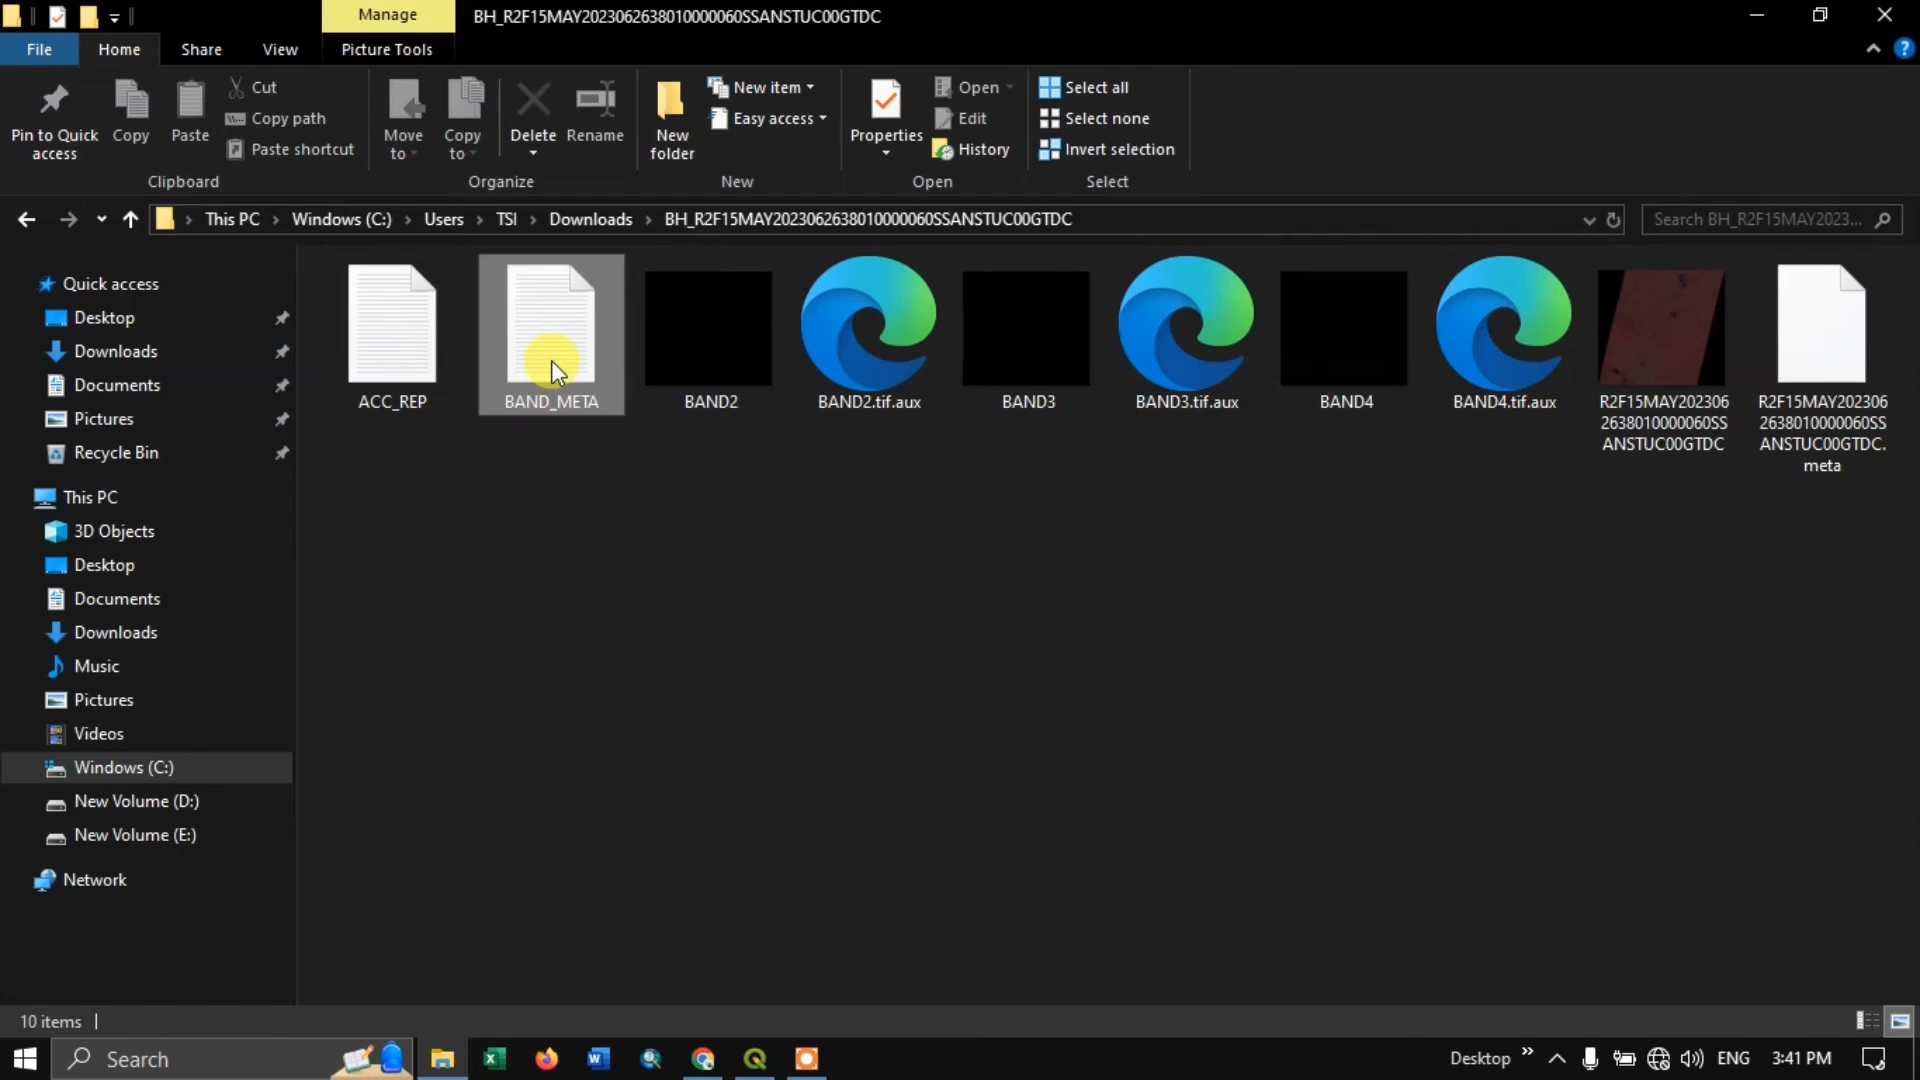 Manage
BH_R2F15MAY2023062638010000060SSANSTUC00GTDC
File
Home
Share
View
Picture Tools
Pin to Quick
access
Copy
Paste
Cut
Copy path
Paste shortcut
Clipboard
Move
to
Copy
to
Delete
Rename
Organize
New
folder
New item
Easy access
New
Properties
Open
Edit
History
Open
Select all
Select none
Invert selection
Select
This PC
Windows (C:)
Users
TSI
Downloads
BH_R2F15MAY2023062638010000060SSANSTUC00GTDC
Search BH_R2F15MAY2023...
Quick access
Desktop
Downloads
Documents
Pictures
Recycle Bin
This PC
3D Objects
Desktop
Documents
Downloads
Music
Pictures
Videos
Windows (C:)
New Volume (D:)
New Volume (E:)
Network
ACC_REP
BAND_META
BAND2
BAND2.tif.aux
BAND3
BAND3.tif.aux
BAND4
BAND4.tif.aux
R2F15MAY202306
2638010000060SS
ANSTUC00GTDC
R2F15MAY202306
2638010000060SS
ANSTUC00GTDC.
meta
10 items
Search
Desktop
ENG
3:41 PM